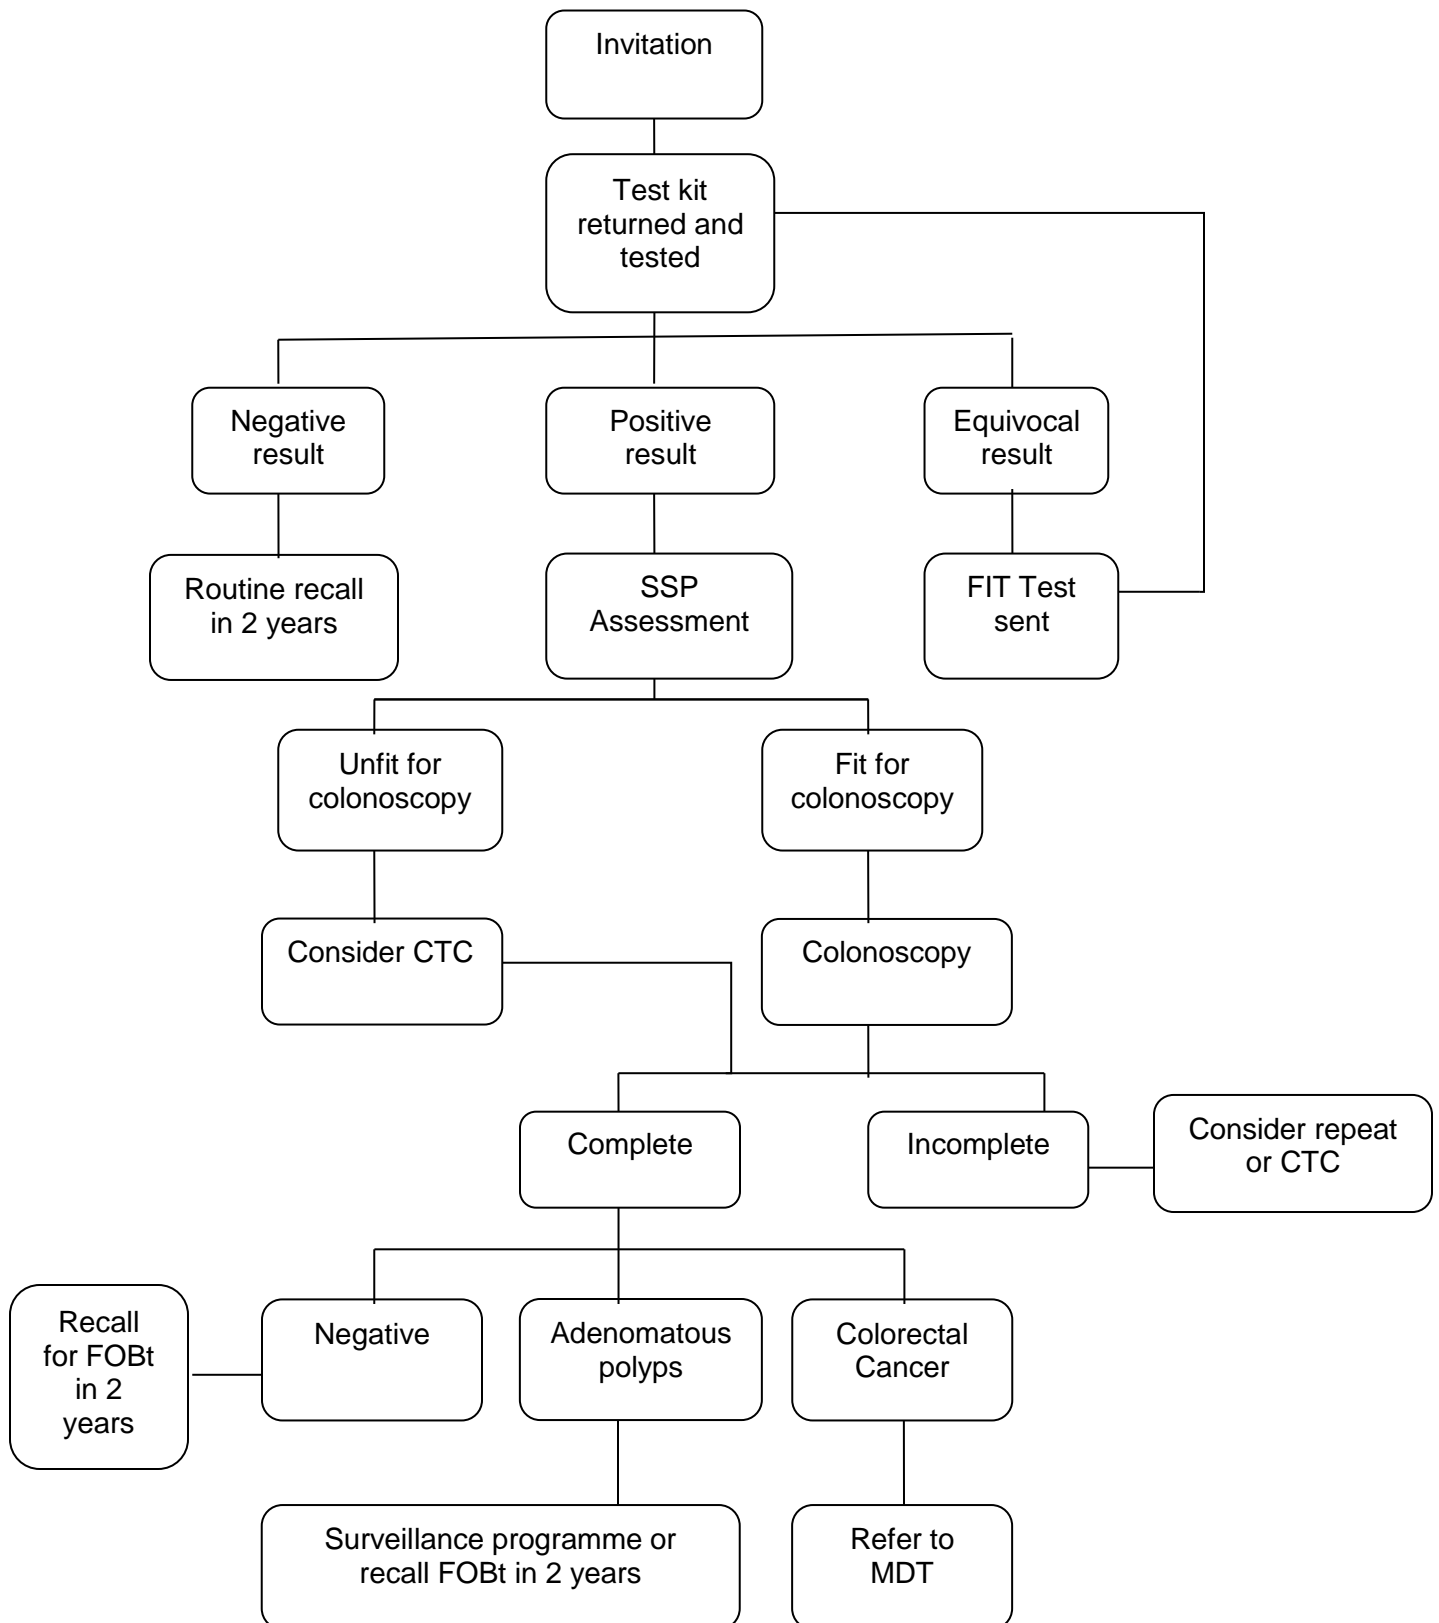 Invitation
Test kit
returned and
tested
Negative
result
Positive
result
Equivocal
result
Routine recall
in 2 years
SSP
Assessment
FIT Test
sent
Unfit for
colonoscopy
Fit for
colonoscopy
Consider CTC
Colonoscopy
Complete
Incomplete
Consider repeat
or CTC
Recall
for FOBt
in 2
years
Negative
Adenomatous
polyps
Colorectal
Cancer
Surveillance programme or
recall FOBt in 2 years
Refer to
MDT